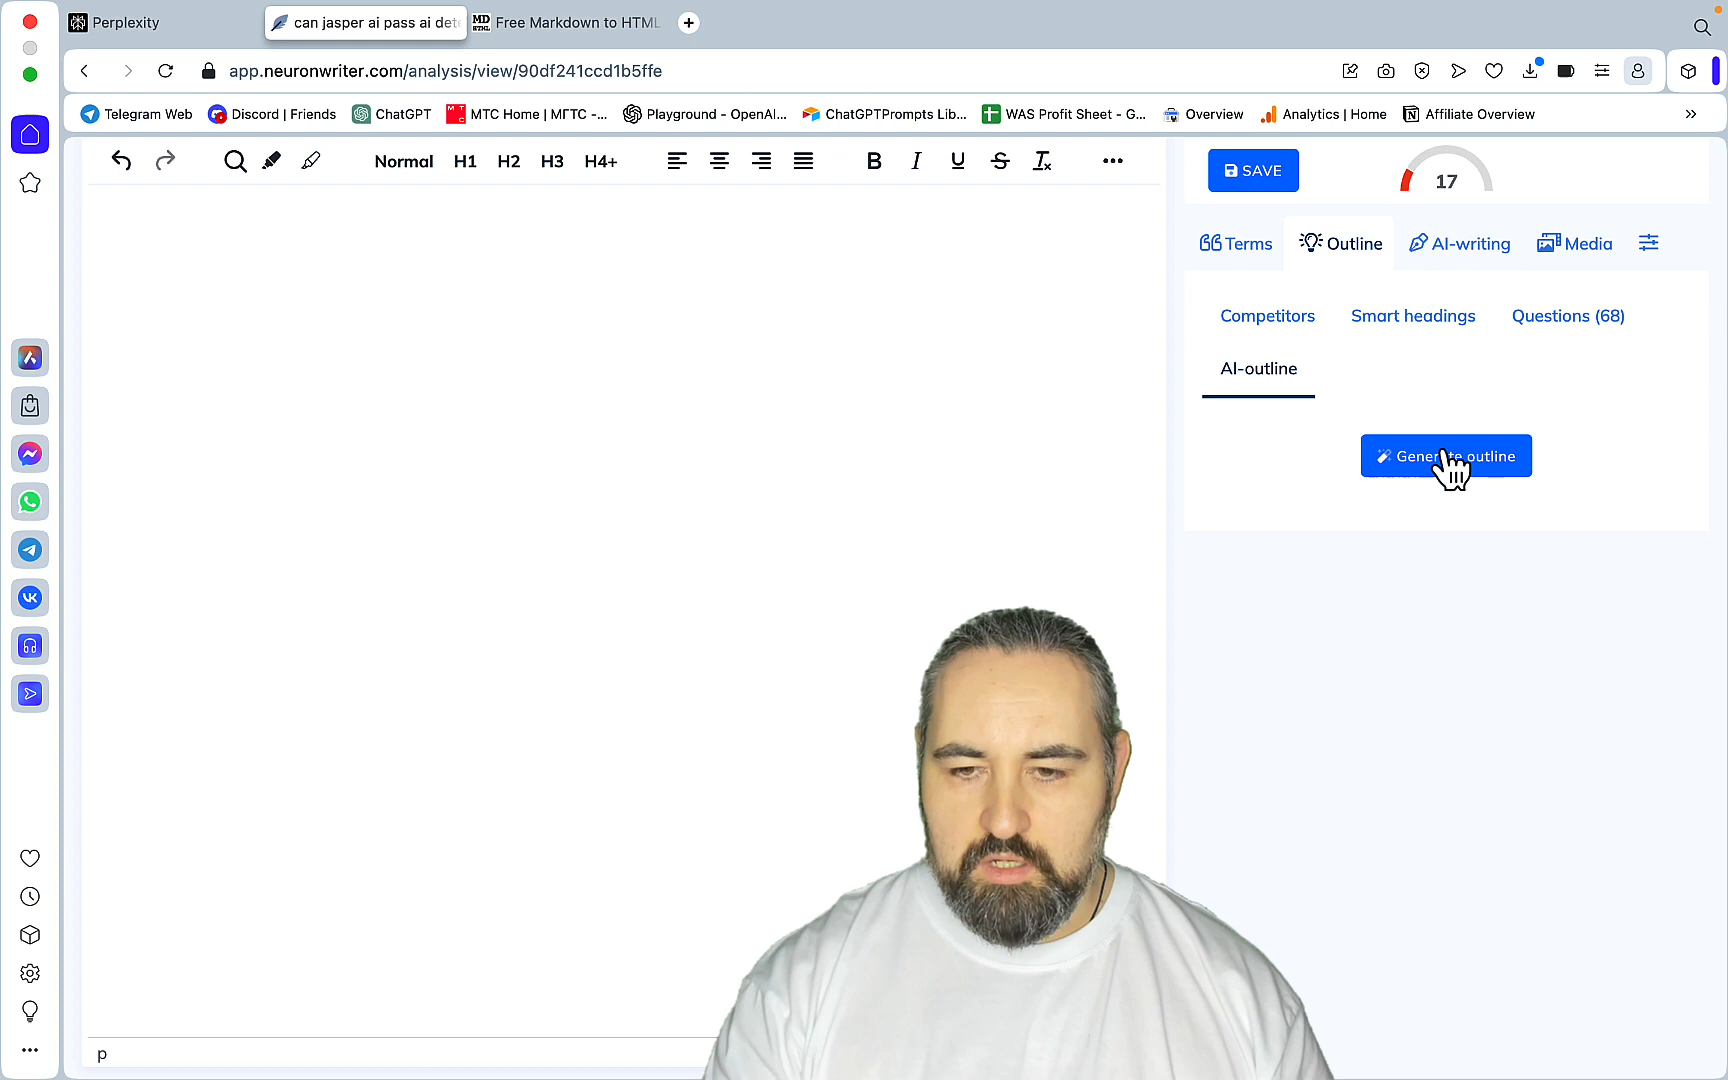 Perplexity
can jasper ai pass ai dete
MD HTML
Free Markdown to HTML
app.neuronwriter.com/analysis/view/90df241ccd1b5ffe
Telegram Web
Discord | Friends
ChatGPT
МТС Home | МГТС -...
Playground - OpenAI...
ChatGPTPrompts Lib...
WAS Profit Sheet - G...
Overview
Analytics | Home
Affiliate Overview
Normal H1 H2 H3 H4+
B I U S
SAVE
17
Terms
Outline
AI-writing
Media
Competitors
Smart headings
Questions (68)
AI-outline
Generate outline
p